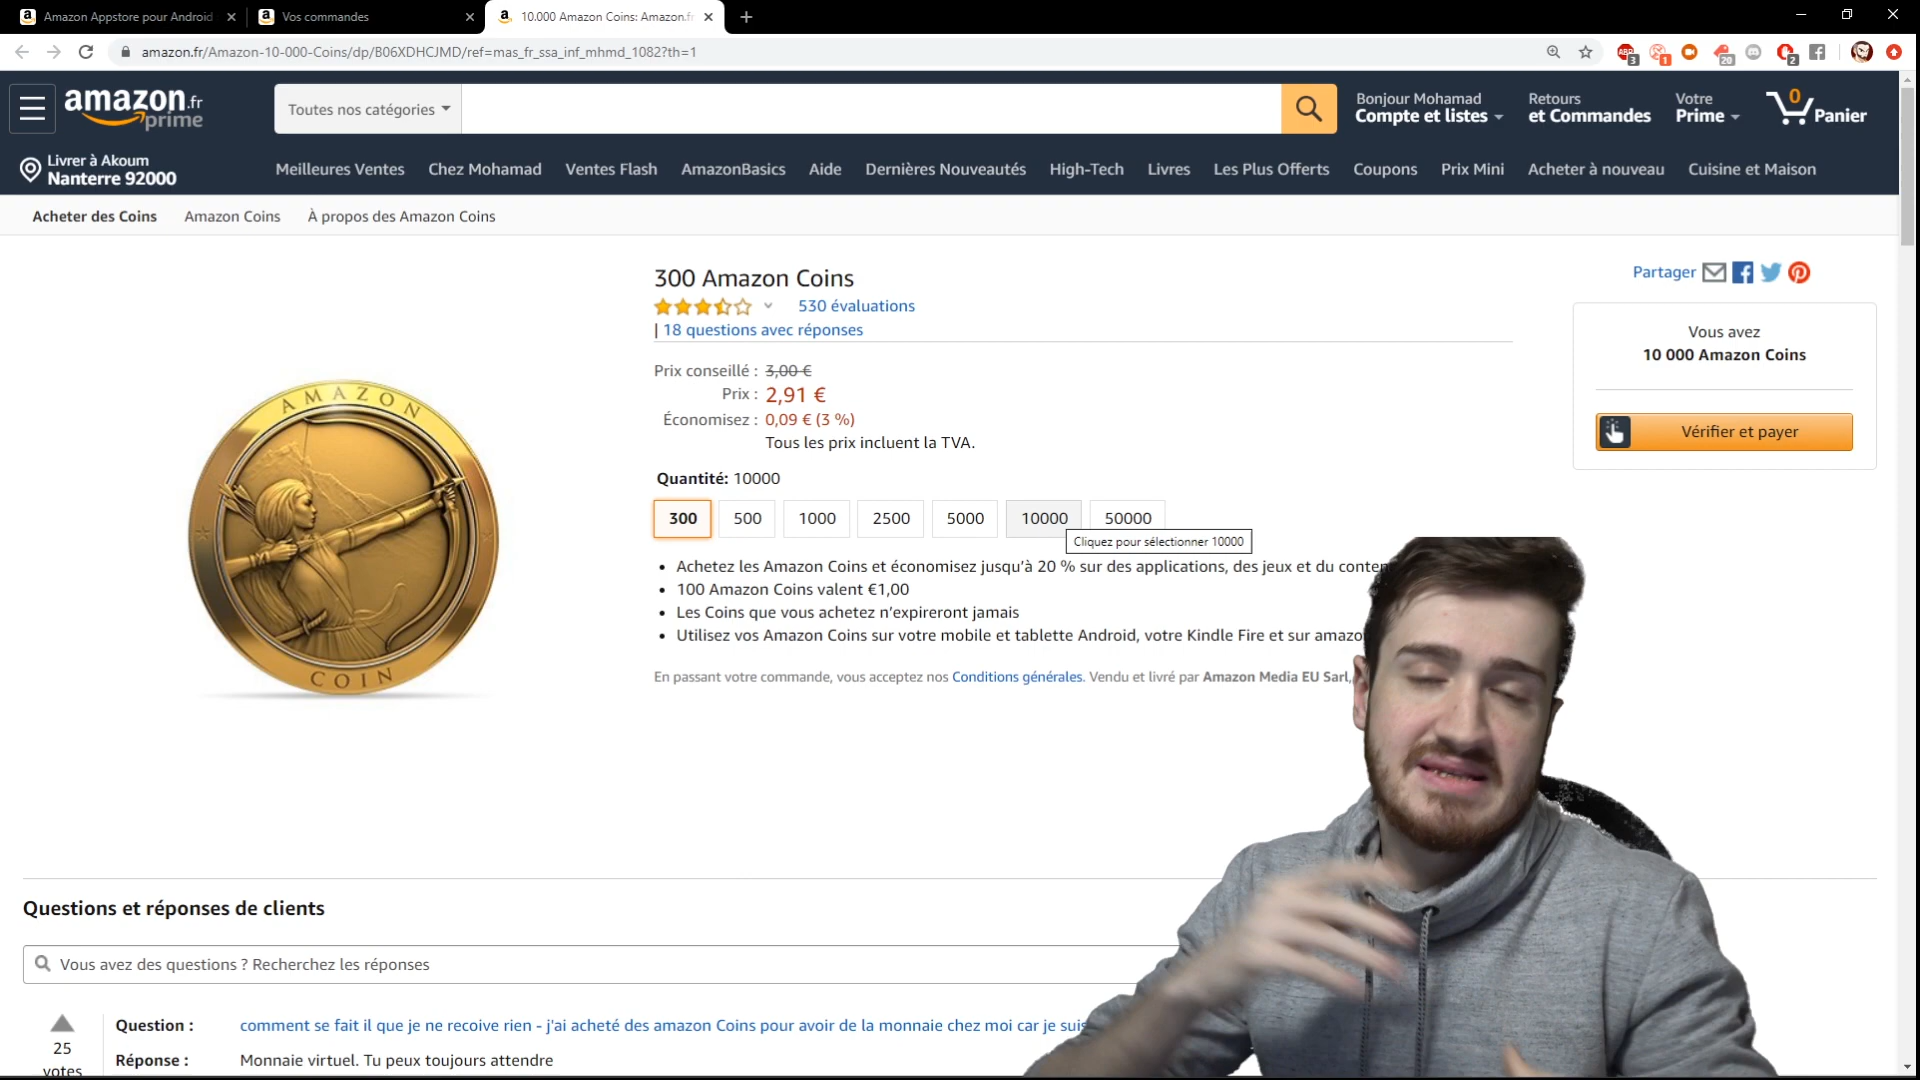 Amazon Appstore pour Android
Vos commandes
10.000 Amazon Coins: Amazon.fr
amazon.fr/Amazon-10-000-Coins/dp/B06XDHCJMD/ref=mas_fr_ssa_inf_mhmd_1082?th=1
ABP
3
1
20
2
amazon.fr
prime
Toutes nos catégories
Bonjour Mohamad
Compte et listes
Retours
et Commandes
Votre
Prime
0
Panier
Livrer à Akoum
Nanterre 92000
Meilleures Ventes
Chez Mohamad
Ventes Flash
AmazonBasics
Aide
Dernières Nouveautés
High-Tech
Livres
Les Plus Offerts
Coupons
Prix Mini
Acheter à nouveau
Cuisine et Maison
Acheter des Coins
Amazon Coins
À propos des Amazon Coins
300 Amazon Coins
530 évaluations
| 18 questions avec réponses
Prix conseillé : 3,00 €
Prix : 2,91 €
Économisez : 0,09 € (3 %)
Tous les prix incluent la TVA.
Quantité: 10000
300 500 1000 2500 5000 10000 50000
Cliquez pour sélectionner 10000
• Achetez les Amazon Coins et économisez jusqu'à 20 % sur des applications, des jeux et du conten
• 100 Amazon Coins valent €1,00
• Les Coins que vous achetez n'expireront jamais
• Utilisez vos Amazon Coins sur votre mobile et tablette Android, votre Kindle Fire et sur amazo
En passant votre commande, vous acceptez nos Conditions générales. Vendu et livré par Amazon Media EU Sarl,
Partager
Vous avez
10 000 Amazon Coins
Vérifier et payer
AMAZON
COIN
Questions et réponses de clients
Vous avez des questions ? Recherchez les réponses
25
votes
Question : comment se fait il que je ne recoive rien - j'ai acheté des amazon Coins pour avoir de la monnaie chez moi car je suis
Réponse : Monnaie virtuel. Tu peux toujours attendre